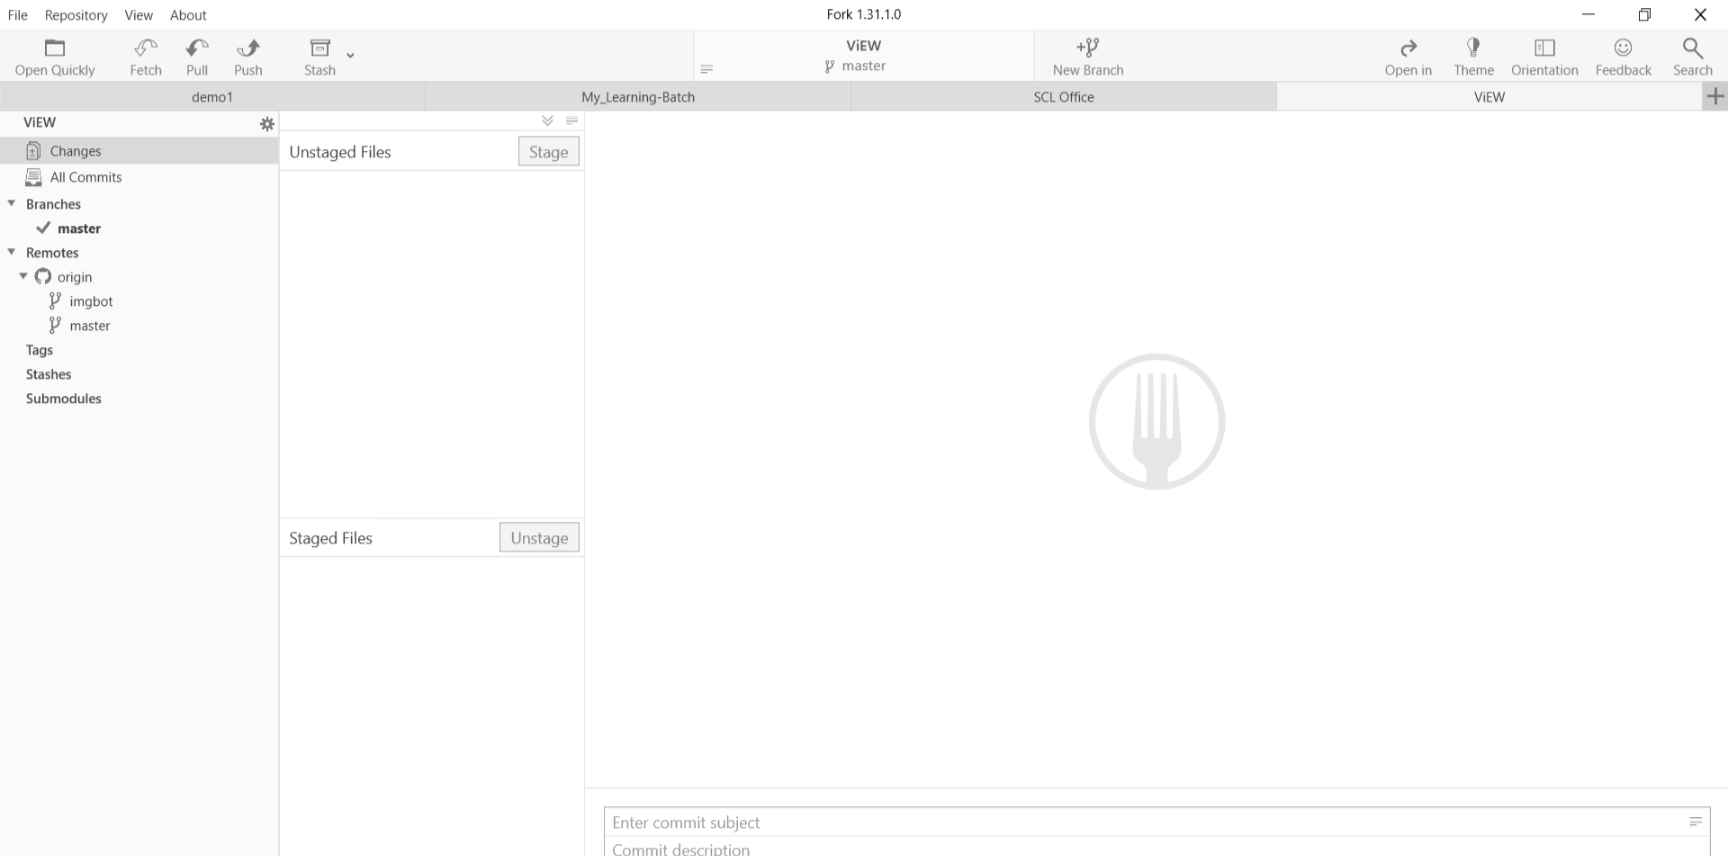 File Repository View About
Fork 1.31.1.0
Open Quickly Fetch Pull Push Stash
ViEW
master
New Branch
Open in Theme Orientation Feedback Search
demo1 My_Learning-Batch SCL Office ViEW
ViEW
Changes
All Commits
Branches
master
Remotes
origin
imgbot
master
Tags
Stashes
Submodules
Unstaged Files Stage
Staged Files Unstage
Enter commit subject
Commit description